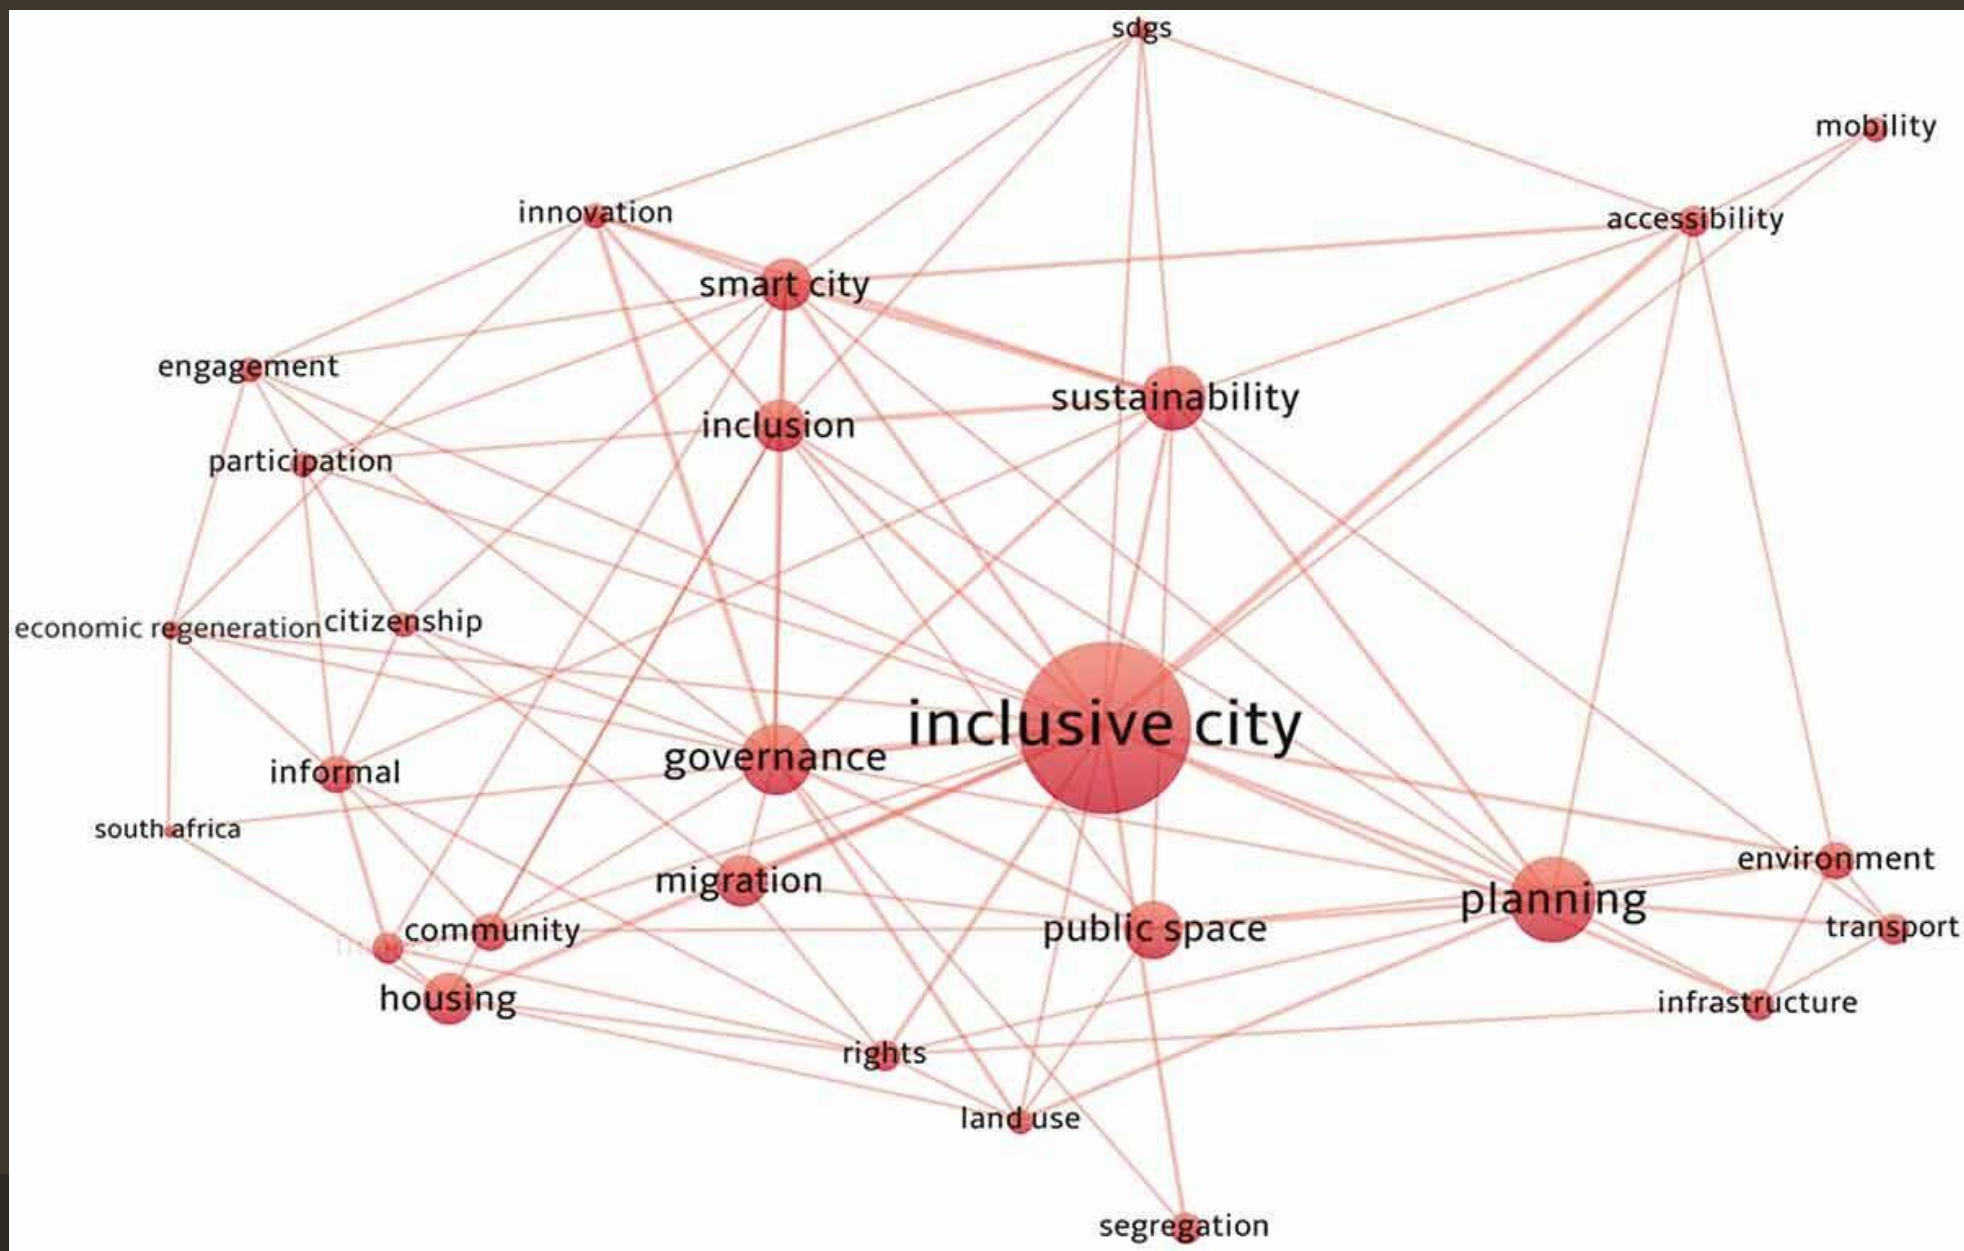 sdgs
mobility
innovation
accessibility
smart city
engagement
sustainability
inclusion
participation
economic regeneration
citizenship
inclusive city
governance
informal
south africa
environment
migration
planning
community
public space
transport
housing
infrastructure
rights
land use
segregation